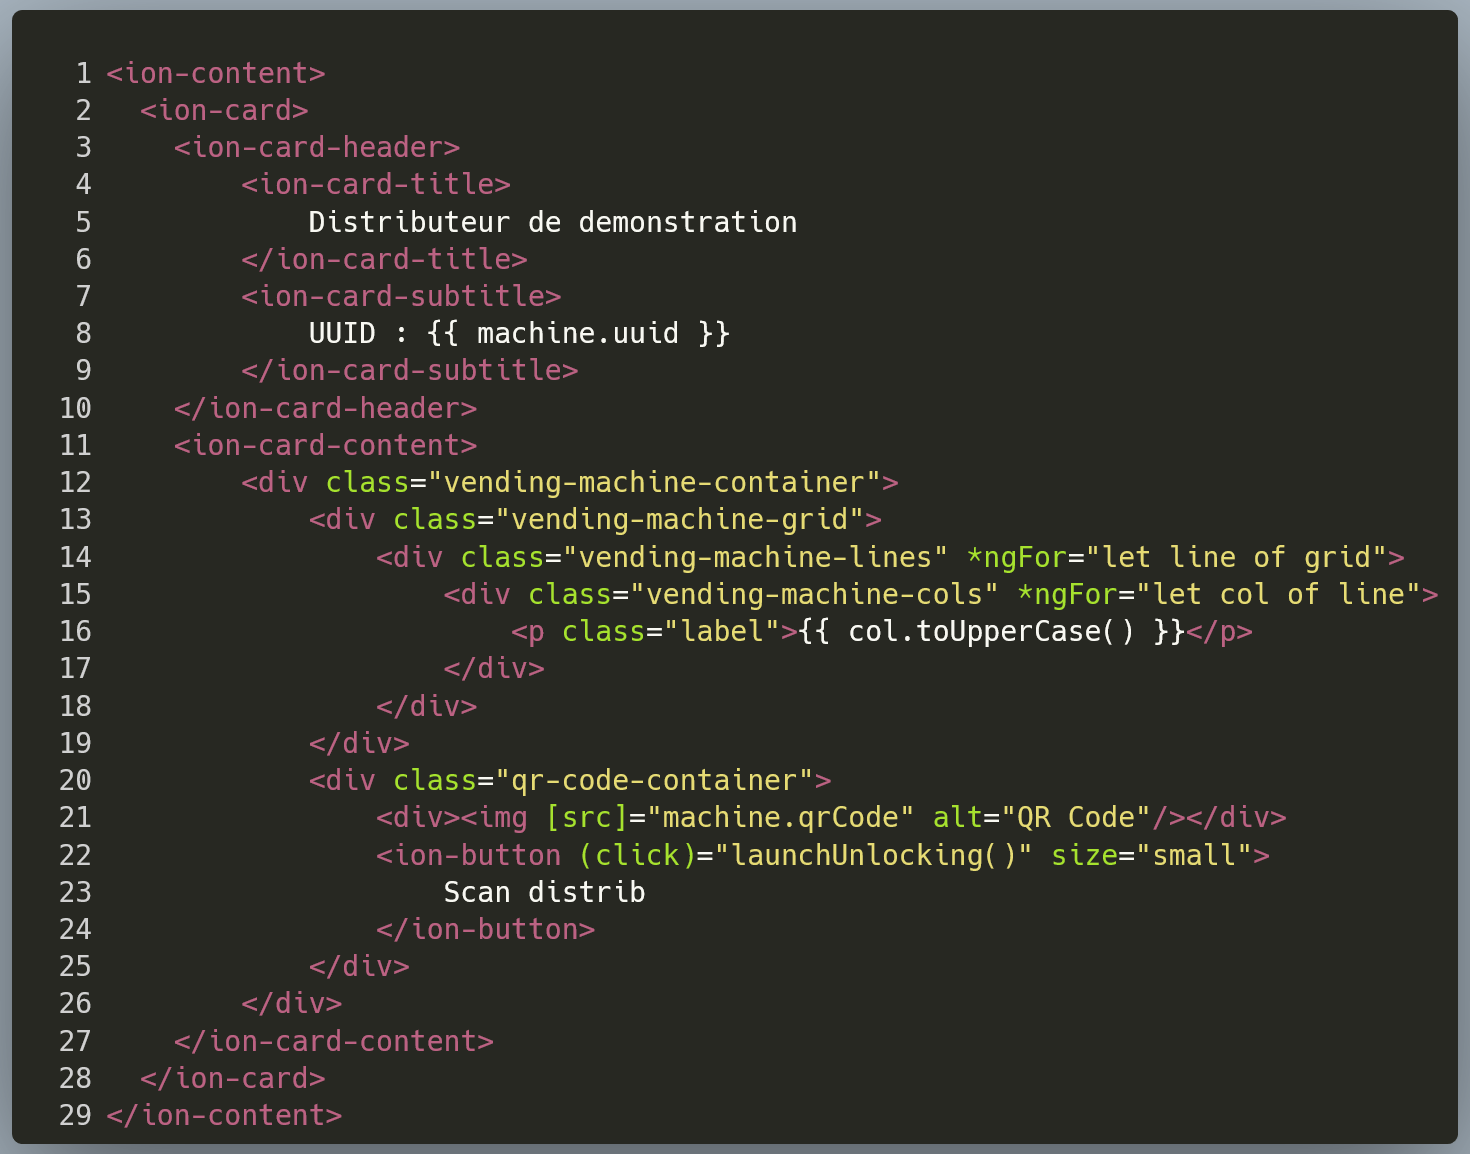 1 <ion-content>
2   <ion-card>
3     <ion-card-header>
4         <ion-card-title>
5             Distributeur de demonstration
6         </ion-card-title>
7         <ion-card-subtitle>
8             UUID : {{ machine.uuid }}
9         </ion-card-subtitle>
10     </ion-card-header>
11     <ion-card-content>
12         <div class="vending-machine-container">
13             <div class="vending-machine-grid">
14                 <div class="vending-machine-lines" *ngFor="let line of grid">
15                     <div class="vending-machine-cols" *ngFor="let col of line">
16                         <p class="label">{{ col.toUpperCase() }}</p>
17                     </div>
18                 </div>
19             </div>
20             <div class="qr-code-container">
21                 <div><img [src]="machine.qrCode" alt="QR Code"/></div>
22                 <ion-button (click)="launchUnlocking()" size="small">
23                     Scan distrib
24                 </ion-button>
25             </div>
26         </div>
27     </ion-card-content>
28   </ion-card>
29 </ion-content>